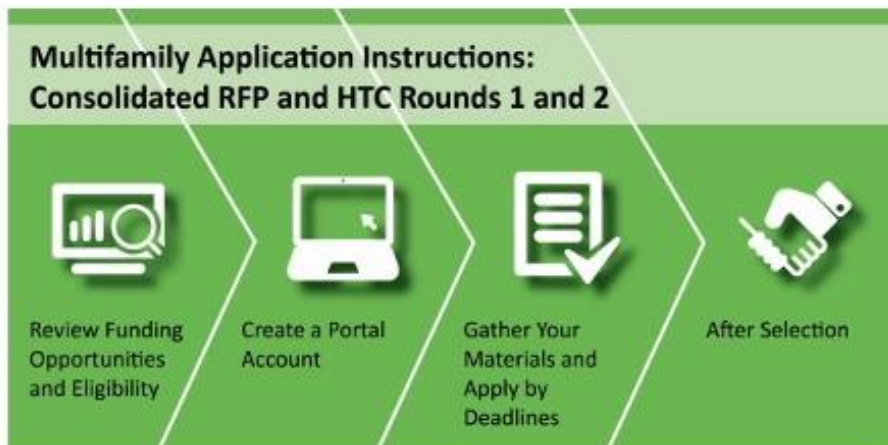 Multifamily Application Instructions:
Consolidated RFP and HTC Rounds 1 and 2
Review Funding
Opportunities
and Eligibility
Create a Portal
Account
Gather Your
Materials and
Apply by
Deadlines
After Selection